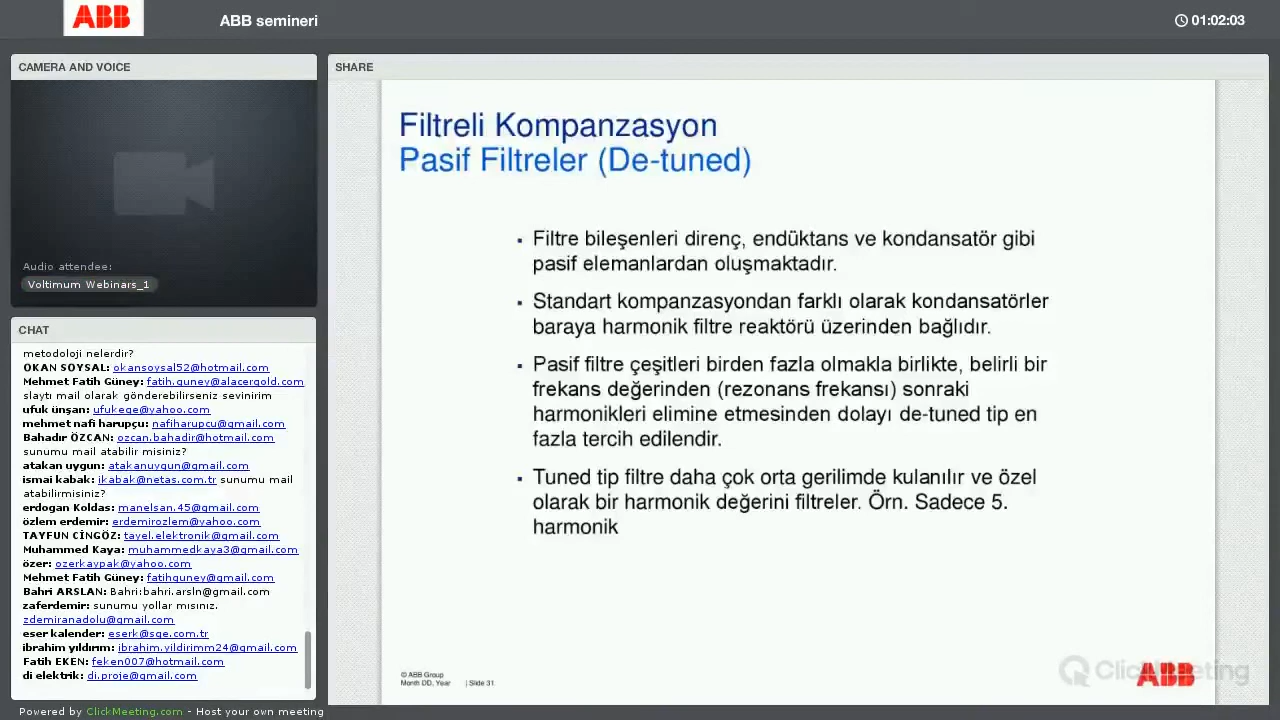 ABB
ABB semineri
01:02:03
CAMERA AND VOICE
Audio attendee:
Voltimum Webinars_1
CHAT
metodoloji nelerdir?
OKAN SOYSAL: okansoysal52@hotmail.com
Mehmet Fatih Güney: fatih.guney@alacergold.com
slaytı mail olarak gönderebilirseniz sevinirim
ufuk ünşan: ufukege@yahoo.com
mehmet nafi harupçu: nafiharupcu@gmail.com
Bahadır ÖZCAN: ozcan.bahadir@hotmail.com
sunumu mail atabilir misiniz?
atakan uygun: atakanuygun@gmail.com
ismai kabak: ikabak@netas.com.tr sunumu mail
atabilirmisiniz?
erdogan Koldas: manelsan.45@gmail.com
özlem erdemir: erdemirozlem@yahoo.com
TAYFUN CİNGÖZ: tayel.elektronik@gmail.com
Muhammed Kaya: muhammedkaya3@gmail.com
özer: ozerkaypak@yahoo.com
Mehmet Fatih Güney: fatihguney@gmail.com
Bahri ARSLAN: Bahri:bahri.arsln@gmail.com
zaferdemir: sunumu yollar mısınız.
zdemiranadolu@gmail.com
eser kalender: eserk@sge.com.tr
ibrahim yıldırım: ibrahim.yildirimm24@gmail.com
Fatih EKEN: feken007@hotmail.com
di elektrik: di.proje@gmail.com
Powered by ClickMeeting.com - Host your own meeting
SHARE
Filtreli Kompanzasyon
Pasif Filtreler (De-tuned)
▪ Filtre bileşenleri direnç, endüktans ve kondansatör gibi
pasif elemanlardan oluşmaktadır.
▪ Standart kompanzasyondan farklı olarak kondansatörler
baraya harmonik filtre reaktörü üzerinden bağlıdır.
▪ Pasif filtre çeşitleri birden fazla olmakla birlikte, belirli bir
frekans değerinden (rezonans frekansı) sonraki
harmonikleri elimine etmesinden dolayı de-tuned tip en
fazla tercih edilendir.
▪ Tuned tip filtre daha çok orta gerilimde kulanılır ve özel
olarak bir harmonik değerini filtreler. Örn. Sadece 5.
harmonik
© ABB Group
Month DD, Year | Slide 31
ClickMeeting
ABB